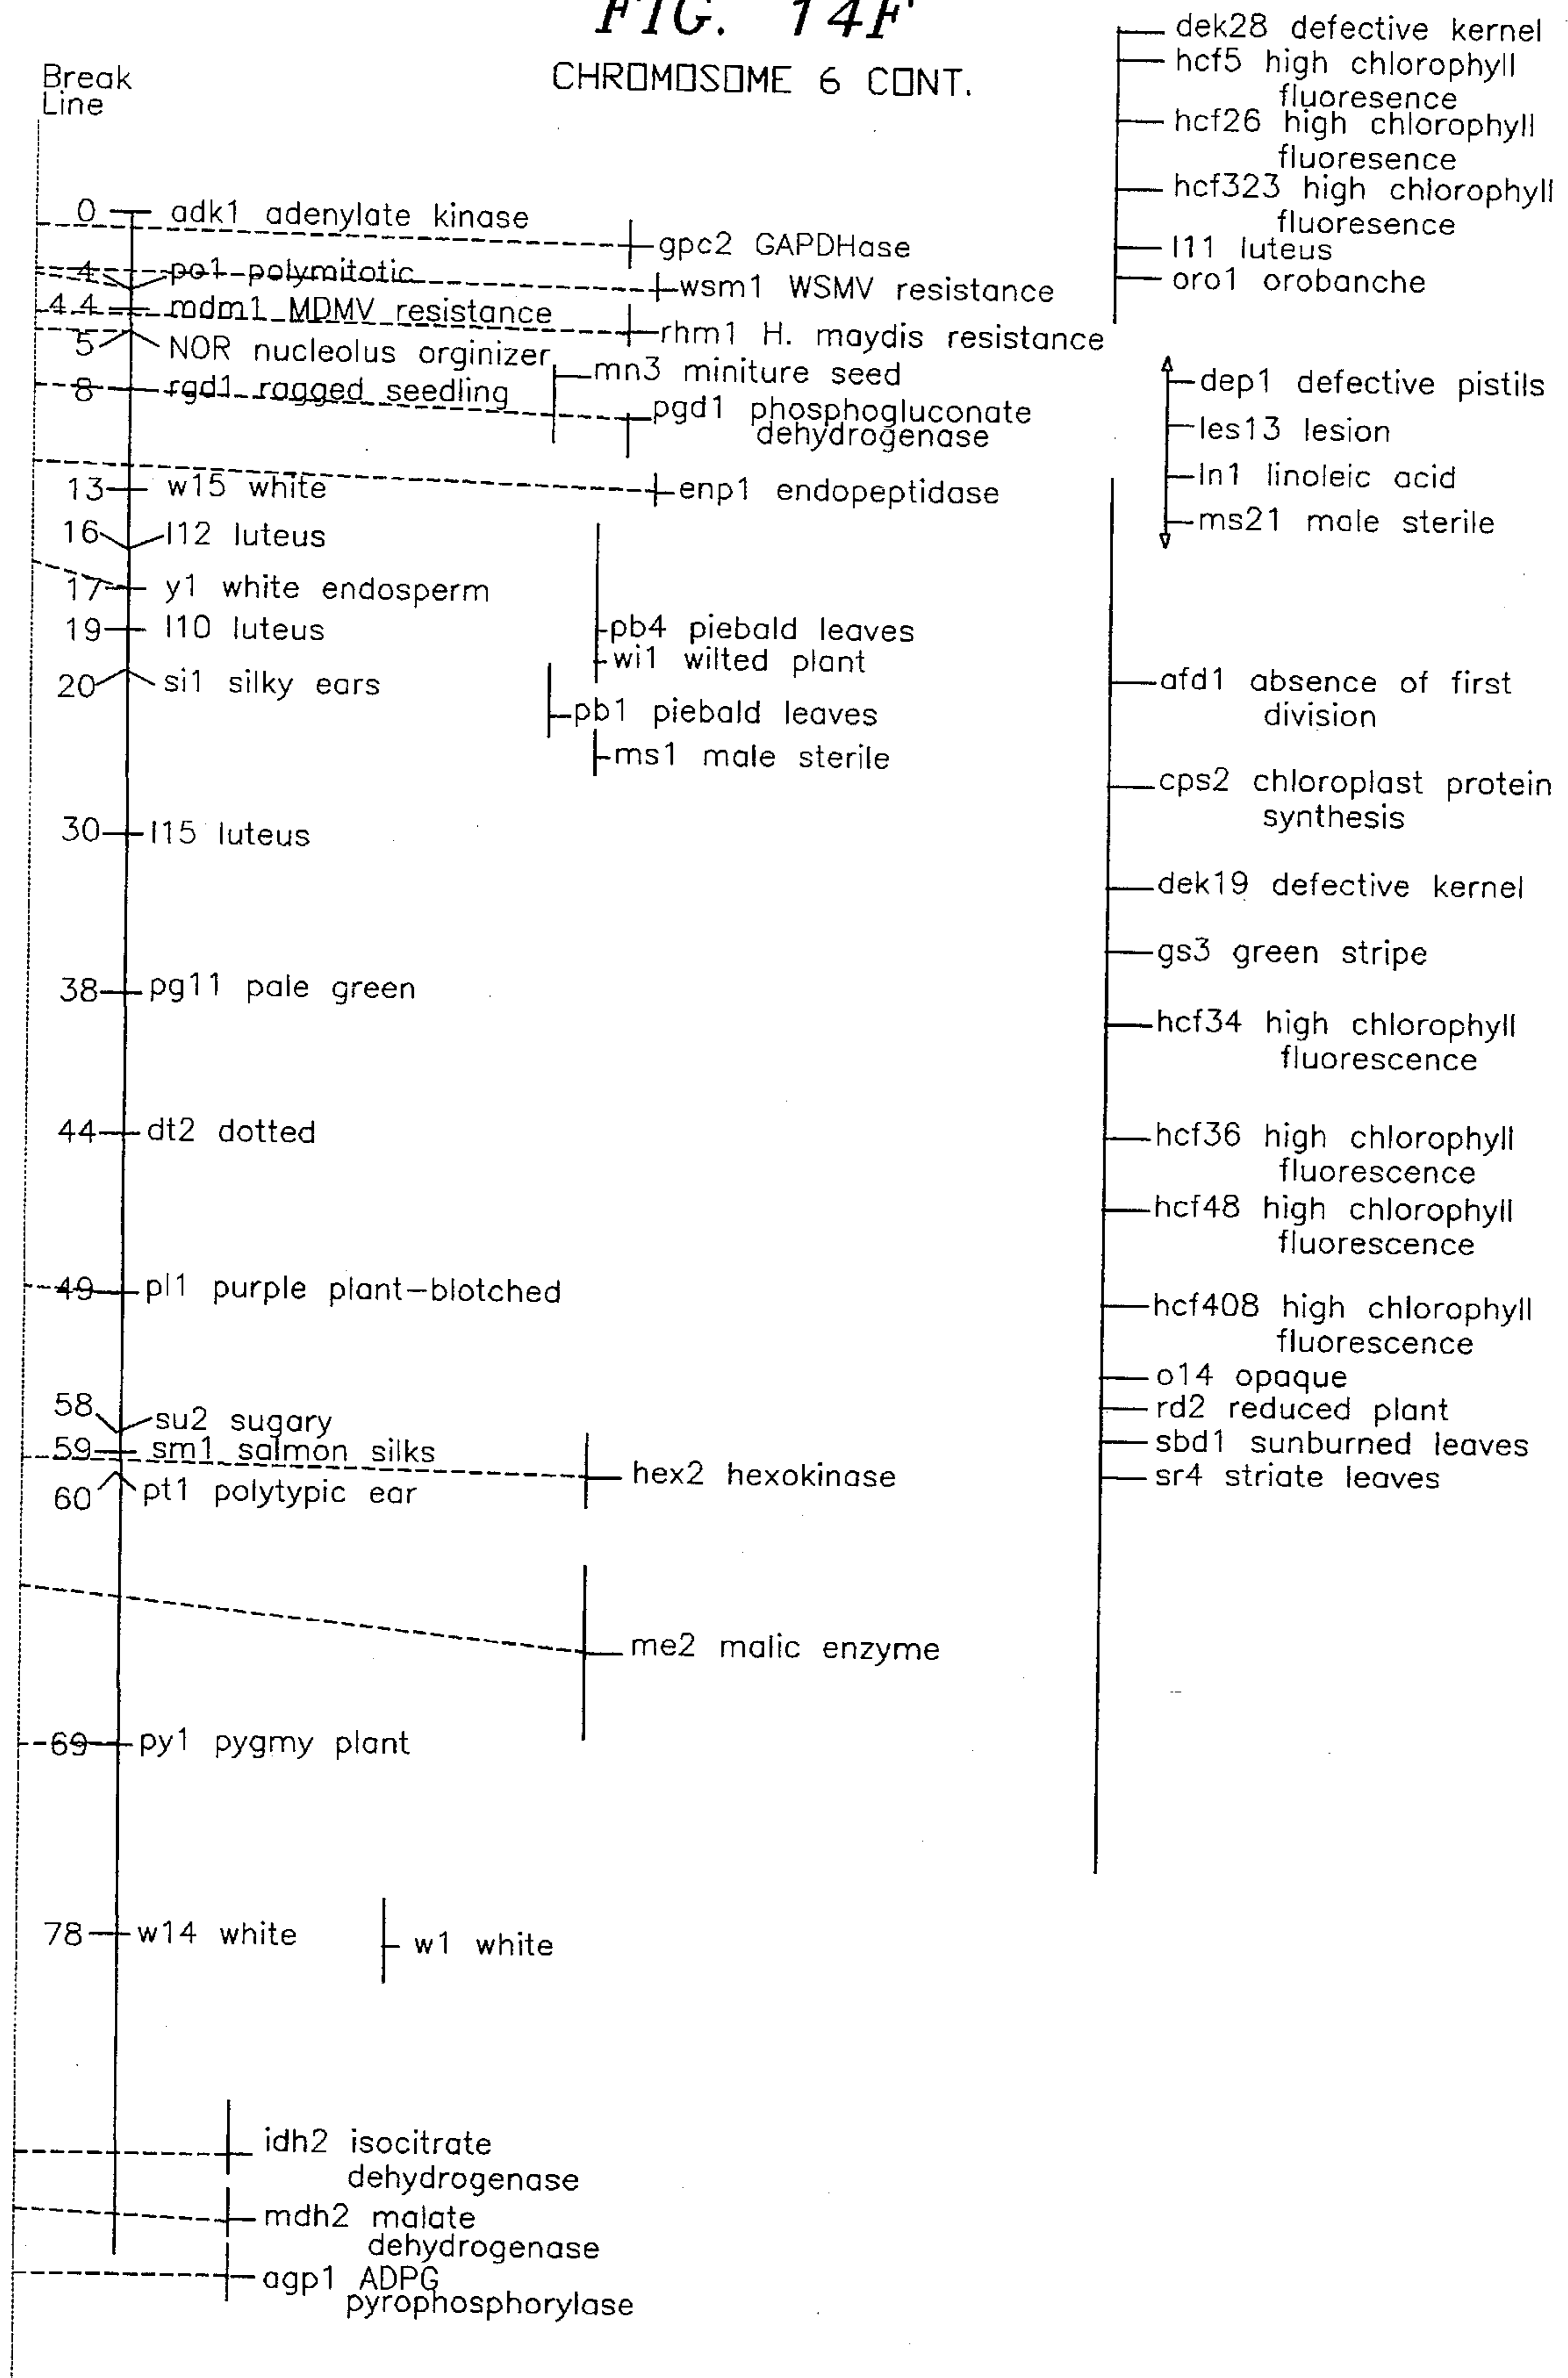 FIG. 14F
CHROMOSOME 6 CONT.
Break
Line
0 adk1 adenylate kinase
gpc2 GAPDHase
4 po1 polymitotic
wsm1 WSMV resistance
4.4 mdm1 MDMV resistance
rhm1 H. maydis resistance
5 NOR nucleolus orginizer
mn3 miniture seed
8 rgd1 ragged seedling
pgd1 phosphogluconate
dehydrogenase
13 w15 white
enp1 endopeptidase
16 l12 luteus
17 y1 white endosperm
19 l10 luteus
pb4 piebald leaves
wi1 wilted plant
20 si1 silky ears
pb1 piebald leaves
ms1 male sterile
30 l15 luteus
38 pg11 pale green
44 dt2 dotted
49 pl1 purple plant-blotched
58 su2 sugary
59 sm1 salmon silks
hex2 hexokinase
60 pt1 polytypic ear
me2 malic enzyme
69 py1 pygmy plant
78 w14 white
w1 white
idh2 isocitrate
dehydrogenase
mdh2 malate
dehydrogenase
agp1 ADPG
pyrophosphorylase
dek28 defective kernel
hcf5 high chlorophyll
fluoresence
hcf26 high chlorophyll
fluoresence
hcf323 high chlorophyll
fluoresence
l11 luteus
oro1 orobanche
dep1 defective pistils
les13 lesion
ln1 linoleic acid
ms21 male sterile
afd1 absence of first
division
cps2 chloroplast protein
synthesis
dek19 defective kernel
gs3 green stripe
hcf34 high chlorophyll
fluorescence
hcf36 high chlorophyll
fluorescence
hcf48 high chlorophyll
fluorescence
hcf408 high chlorophyll
fluorescence
o14 opaque
rd2 reduced plant
sbd1 sunburned leaves
sr4 striate leaves